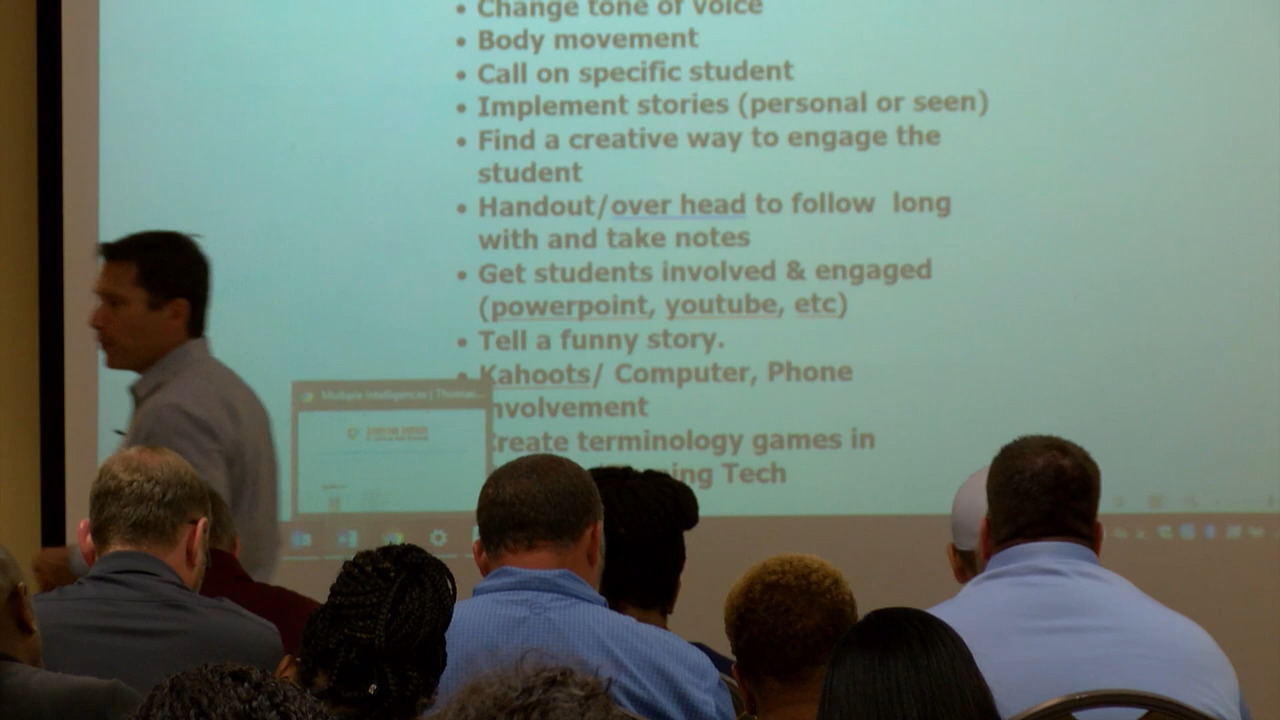 • Change tone of voice
• Body movement
• Call on specific student
• Implement stories (personal or seen)
• Find a creative way to engage the
student
• Handout/over head to follow long
with and take notes
• Get students involved & engaged
(powerpoint, youtube, etc)
• Tell a funny story.
• Kahoots/ Computer, Phone
nvolvement
Create terminology games in
ing Tech
Multiple Intelligences | Thomas...